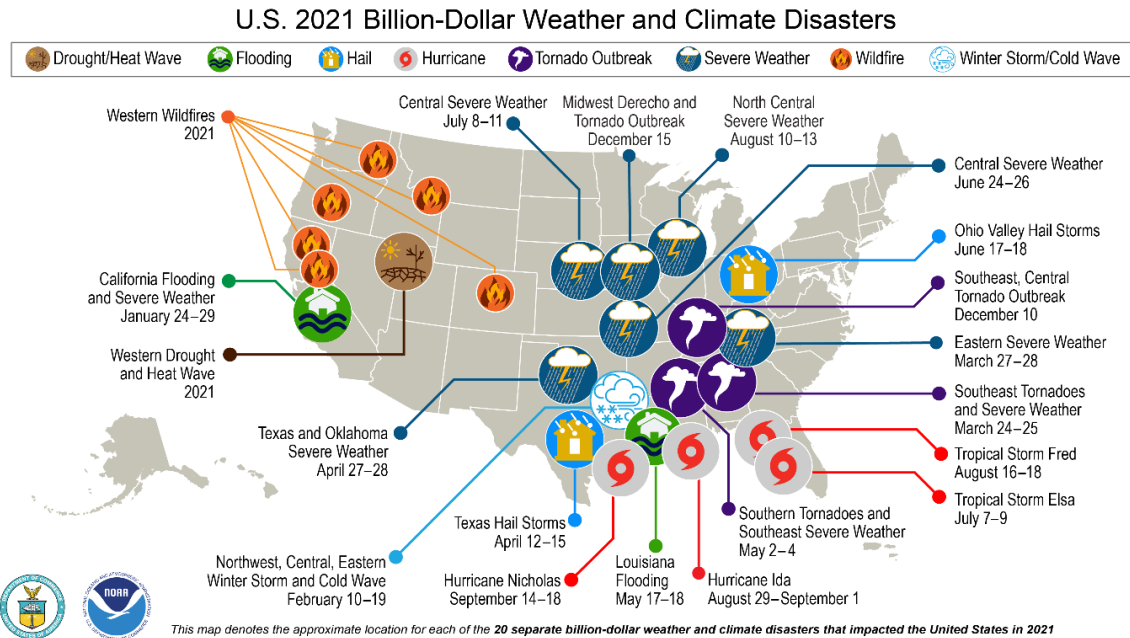 U.S. 2021 Billion-Dollar Weather and Climate Disasters
Drought/Heat Wave
Flooding
Hail
Hurricane
Tornado Outbreak
Severe Weather
Wildfire
Winter Storm/Cold Wave
Western Wildfires
2021
Central Severe Weather
July 8–11
Midwest Derecho and
Tornado Outbreak
December 15
North Central
Severe Weather
August 10–13
Central Severe Weather
June 24–26
Ohio Valley Hail Storms
June 17–18
California Flooding
and Severe Weather
January 24–29
Southeast, Central
Tornado Outbreak
December 10
Eastern Severe Weather
March 27–28
Western Drought
and Heat Wave
2021
Southeast Tornadoes
and Severe Weather
March 24–25
Texas and Oklahoma
Severe Weather
April 27–28
Tropical Storm Fred
August 16–18
Tropical Storm Elsa
July 7–9
Texas Hail Storms
April 12–15
Southern Tornadoes and
Southeast Severe Weather
May 2–4
Northwest, Central, Eastern
Winter Storm and Cold Wave
February 10–19
Hurricane Nicholas
September 14–18
Louisiana
Flooding
May 17–18
Hurricane Ida
August 29–September 1
NOAA
This map denotes the approximate location for each of the 20 separate billion-dollar weather and climate disasters that impacted the United States in 2021